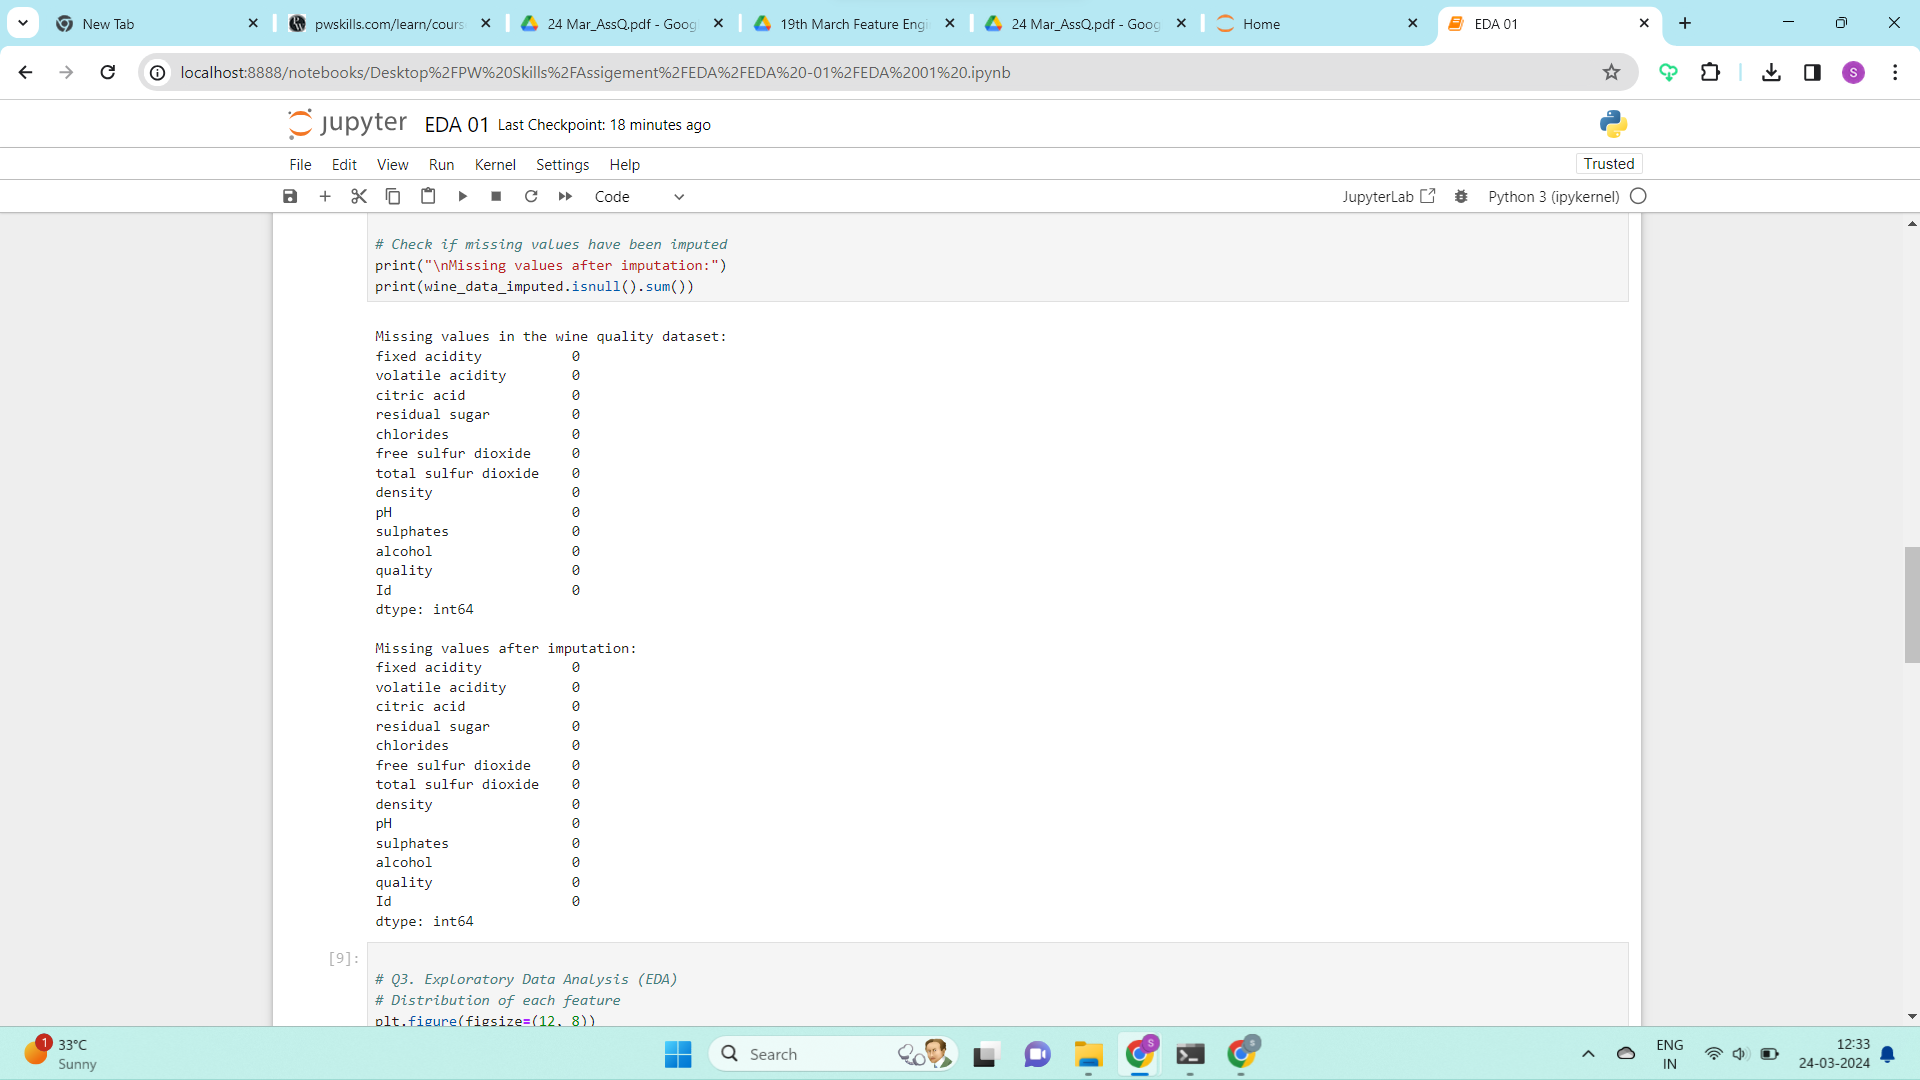 New Tab
pwskills.com/learn/cours
24 Mar_AssQ.pdf - Goog
19th March Feature Engi
24 Mar_AssQ.pdf - Goog
Home
EDA 01
localhost:8888/notebooks/Desktop%2FPW%20Skills%2FAssigement%2FEDA%2FEDA%20-01%2FEDA%2001%20.ipynb
S
jupyter EDA 01 Last Checkpoint: 18 minutes ago
File Edit View Run Kernel Settings Help
Trusted
Code
JupyterLab
Python 3 (ipykernel)
# Check if missing values have been imputed
print("\nMissing values after imputation:")
print(wine_data_imputed.isnull().sum())
Missing values in the wine quality dataset:
fixed acidity 0
volatile acidity 0
citric acid 0
residual sugar 0
chlorides 0
free sulfur dioxide 0
total sulfur dioxide 0
density 0
pH 0
sulphates 0
alcohol 0
quality 0
Id 0
dtype: int64
Missing values after imputation:
fixed acidity 0
volatile acidity 0
citric acid 0
residual sugar 0
chlorides 0
free sulfur dioxide 0
total sulfur dioxide 0
density 0
pH 0
sulphates 0
alcohol 0
quality 0
Id 0
dtype: int64
[9]:
# Q3. Exploratory Data Analysis (EDA)
# Distribution of each feature
plt.figure(figsize=(12, 8))
1
33°C
Sunny
Search
S
S
ENG
IN
12:33
24-03-2024